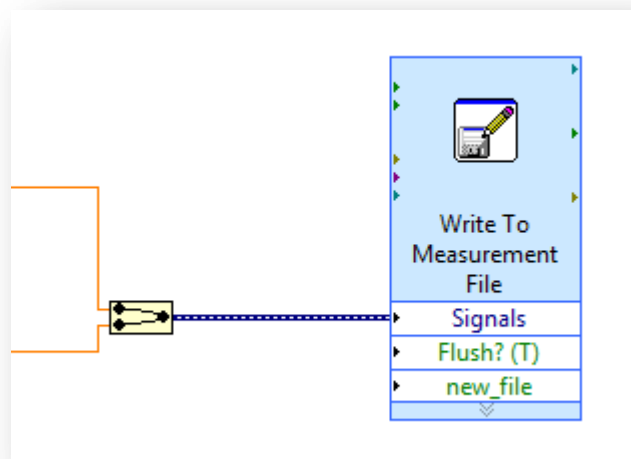 Write To
Measurement
File
Signals
Flush? (T)
new_file